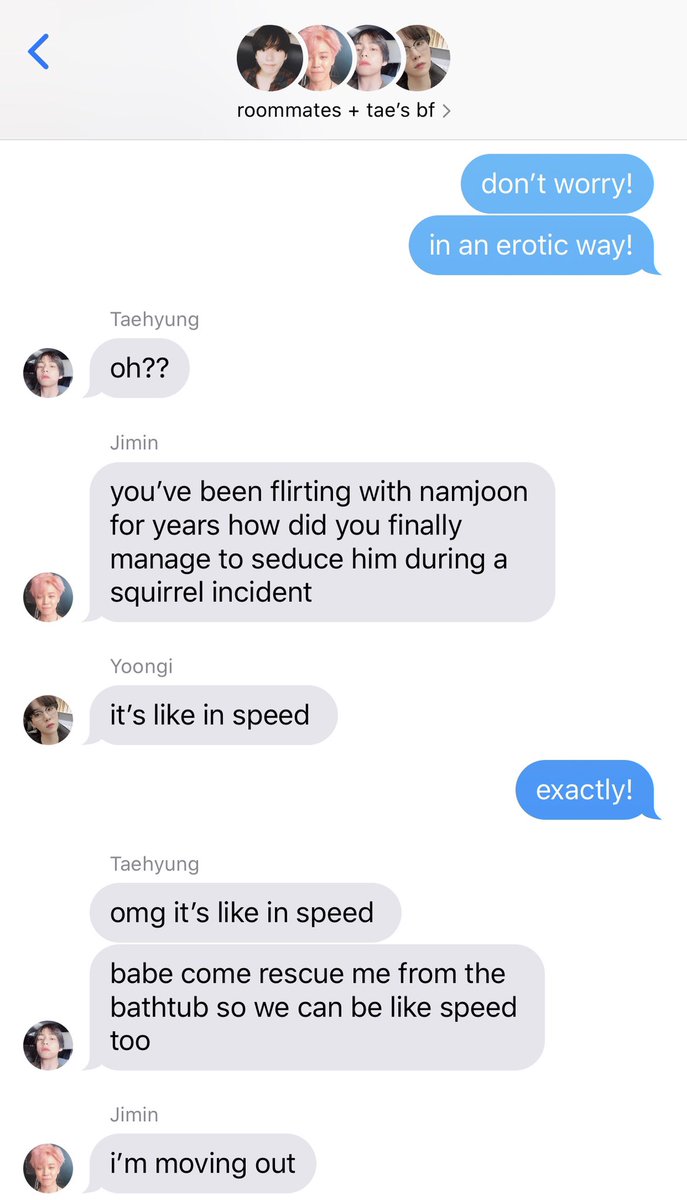 roommates + tae's bf
don't worry!
in an erotic way!
Taehyung
oh??
Jimin
you've been flirting with namjoon
for years how did you finally
manage to seduce him during a
squirrel incident
Yoongi
it's like in speed
exactly!
Taehyung
omg it's like in speed
babe come rescue me from the
bathtub so we can be like speed
too
Jimin
i'm moving out